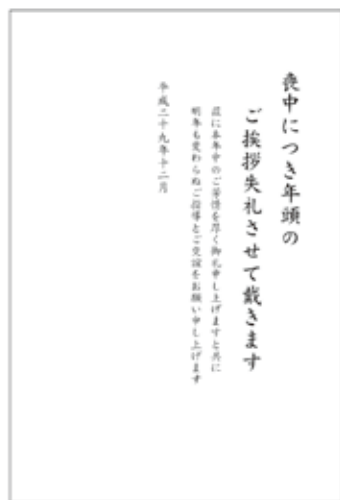 喪中につき年頭の
ご挨拶失礼させて戴きます
茲に本年中のご芳情を厚く御礼申し上げますと共に
明年も変わらぬご指導とご交誼をお願い申し上げます
平成二十九年十二月